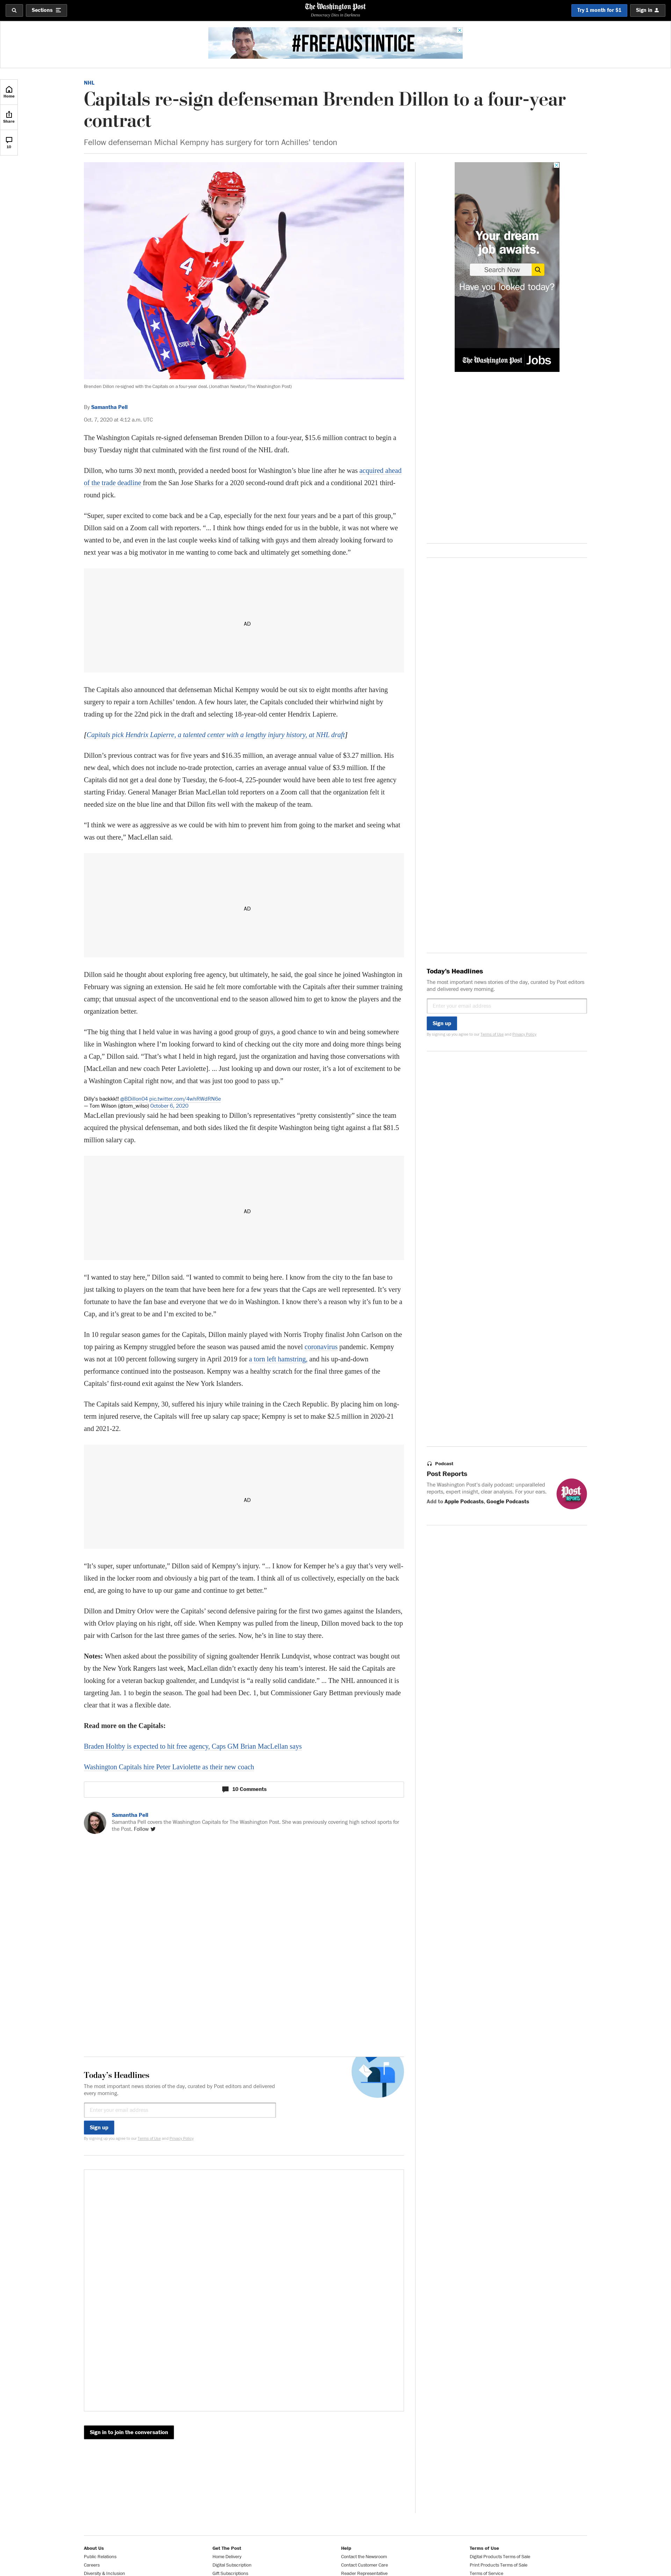 Sections
The Washington Post
Democracy Dies in Darkness
Try 1 month for $1
Sign in
#FREEAUSTINTICE
Home
Share
10
NHL
Capitals re-sign defenseman Brenden Dillon to a four-year
contract
Fellow defenseman Michal Kempny has surgery for torn Achilles' tendon
Brenden Dillon re-signed with the Capitals on a four-year deal. (Jonathan Newton/The Washington Post)
By Samantha Pell
Oct. 7, 2020 at 4:12 a.m. UTC
The Washington Capitals re-signed defenseman Brenden Dillon to a four-year, $15.6 million contract to begin a
busy Tuesday night that culminated with the first round of the NHL draft.
Dillon, who turns 30 next month, provided a needed boost for Washington's blue line after he was acquired ahead
of the trade deadline from the San Jose Sharks for a 2020 second-round draft pick and a conditional 2021 third-
round pick.
“Super, super excited to come back and be a Cap, especially for the next four years and be a part of this group,”
Dillon said on a Zoom call with reporters. “... I think how things ended for us in the bubble, it was not where we
wanted to be, and even in the last couple weeks kind of talking with guys and them already looking forward to
next year was a big motivator in me wanting to come back and ultimately get something done.”
AD
The Capitals also announced that defenseman Michal Kempny would be out six to eight months after having
surgery to repair a torn Achilles’ tendon. A few hours later, the Capitals concluded their whirlwind night by
trading up for the 22nd pick in the draft and selecting 18-year-old center Hendrix Lapierre.
[Capitals pick Hendrix Lapierre, a talented center with a lengthy injury history, at NHL draft]
Dillon’s previous contract was for five years and $16.35 million, an average annual value of $3.27 million. His
new deal, which does not include no-trade protection, carries an average annual value of $3.9 million. If the
Capitals did not get a deal done by Tuesday, the 6-foot-4, 225-pounder would have been able to test free agency
starting Friday. General Manager Brian MacLellan told reporters on a Zoom call that the organization felt it
needed size on the blue line and that Dillon fits well with the makeup of the team.
“I think we were as aggressive as we could be with him to prevent him from going to the market and seeing what
was out there,” MacLellan said.
AD
Dillon said he thought about exploring free agency, but ultimately, he said, the goal since he joined Washington in
February was to sign an extension. He said he felt more comfortable with the Capitals after their summer training
camp; that unusual aspect of the unconventional end to the season allowed him to get to know the players and the
organization better.
“The big thing that I held value in was having a good group of guys, a good chance to win and being somewhere
like in Washington where I’m looking forward to kind of checking out the city more and doing more things being
a Cap,” Dillon said. “That’s what I held in high regard, just the organization and having those conversations with
[MacLellan] and new coach Peter Laviolette]. ... Just looking up and down our roster, it’s a lot of excitement to be
a Washington Capital right now, and that was just too good to pass up.”
Dilly’s backkk!!! @BDillon04 pic.twitter.com/4whRWdRN6e
— Tom Wilson (@tom_wilso) October 6, 2020
MacLellan previously said he had been speaking to Dillon’s representatives “pretty consistently” since the team
acquired the physical defenseman, and both sides liked the fit despite Washington being tight against a flat $81.5
million salary cap.
AD
“I wanted to stay here,” Dillon said. “I wanted to commit to being here. I know from the city to the fan base to
just talking to players on the team that have been here for a few years that the Caps are well represented. It’s very
fortunate to have the fan base and everyone that we do in Washington. I know there’s a reason why it’s fun to be a
Cap, and it’s great to be and I’m excited to be.”
In 10 regular season games for the Capitals, Dillon mainly played with Norris Trophy finalist John Carlson on the
top pairing as Kempny struggled before the season was paused amid the novel coronavirus pandemic. Kempny
was not at 100 percent following surgery in April 2019 for a torn left hamstring, and his up-and-down
performance continued into the postseason. Kempny was a healthy scratch for the final three games of the
Capitals’ first-round exit against the New York Islanders.
The Capitals said Kempny, 30, suffered his injury while training in the Czech Republic. By placing him on long-
term injured reserve, the Capitals will free up salary cap space; Kempny is set to make $2.5 million in 2020-21
and 2021-22.
AD
“It’s super, super unfortunate,” Dillon said of Kempny’s injury. “... I know for Kemper he’s a guy that’s very well-
liked in the locker room and obviously a big part of the team. I think all of us collectively, especially on the back
end, are going to have to up our game and continue to get better.”
Dillon and Dmitry Orlov were the Capitals’ second defensive pairing for the first two games against the Islanders,
with Orlov playing on his right, off side. When Kempny was pulled from the lineup, Dillon moved back to the top
pair with Carlson for the last three games of the series. Now, he’s in line to stay there.
Notes: When asked about the possibility of signing goaltender Henrik Lundqvist, whose contract was bought out
by the New York Rangers last week, MacLellan didn’t exactly deny his team’s interest. He said the Capitals are
looking for a veteran backup goaltender, and Lundqvist is “a really solid candidate.” ... The NHL announced it is
targeting Jan. 1 to begin the season. The goal had been Dec. 1, but Commissioner Gary Bettman previously made
clear that it was a flexible date.
Read more on the Capitals:
Braden Holtby is expected to hit free agency, Caps GM Brian MacLellan says
Washington Capitals hire Peter Laviolette as their new coach
10 Comments
Samantha Pell
Samantha Pell covers the Washington Capitals for The Washington Post. She was previously covering high school sports for
the Post. Follow
Today’s Headlines
The most important news stories of the day, curated by Post editors and delivered
every morning.
Enter your email address
Sign up
By signing up you agree to our Terms of Use and Privacy Policy
Sign in to join the conversation
Your dream
job awaits.
Search Now
Have you looked today?
The Washington Post Jobs
Today’s Headlines
The most important news stories of the day, curated by Post editors
and delivered every morning.
Enter your email address
Sign up
By signing up you agree to our Terms of Use and Privacy Policy
Podcast
Post Reports
The Washington Post’s daily podcast: unparalleled
reports, expert insight, clear analysis. For your ears.
Add to Apple Podcasts, Google Podcasts
Post
REPORTS
About Us
Public Relations
Careers
Diversity & Inclusion
Get The Post
Home Delivery
Digital Subscription
Gift Subscriptions
Help
Contact the Newsroom
Contact Customer Care
Reader Representative
Terms of Use
Digital Products Terms of Sale
Print Products Terms of Sale
Terms of Service